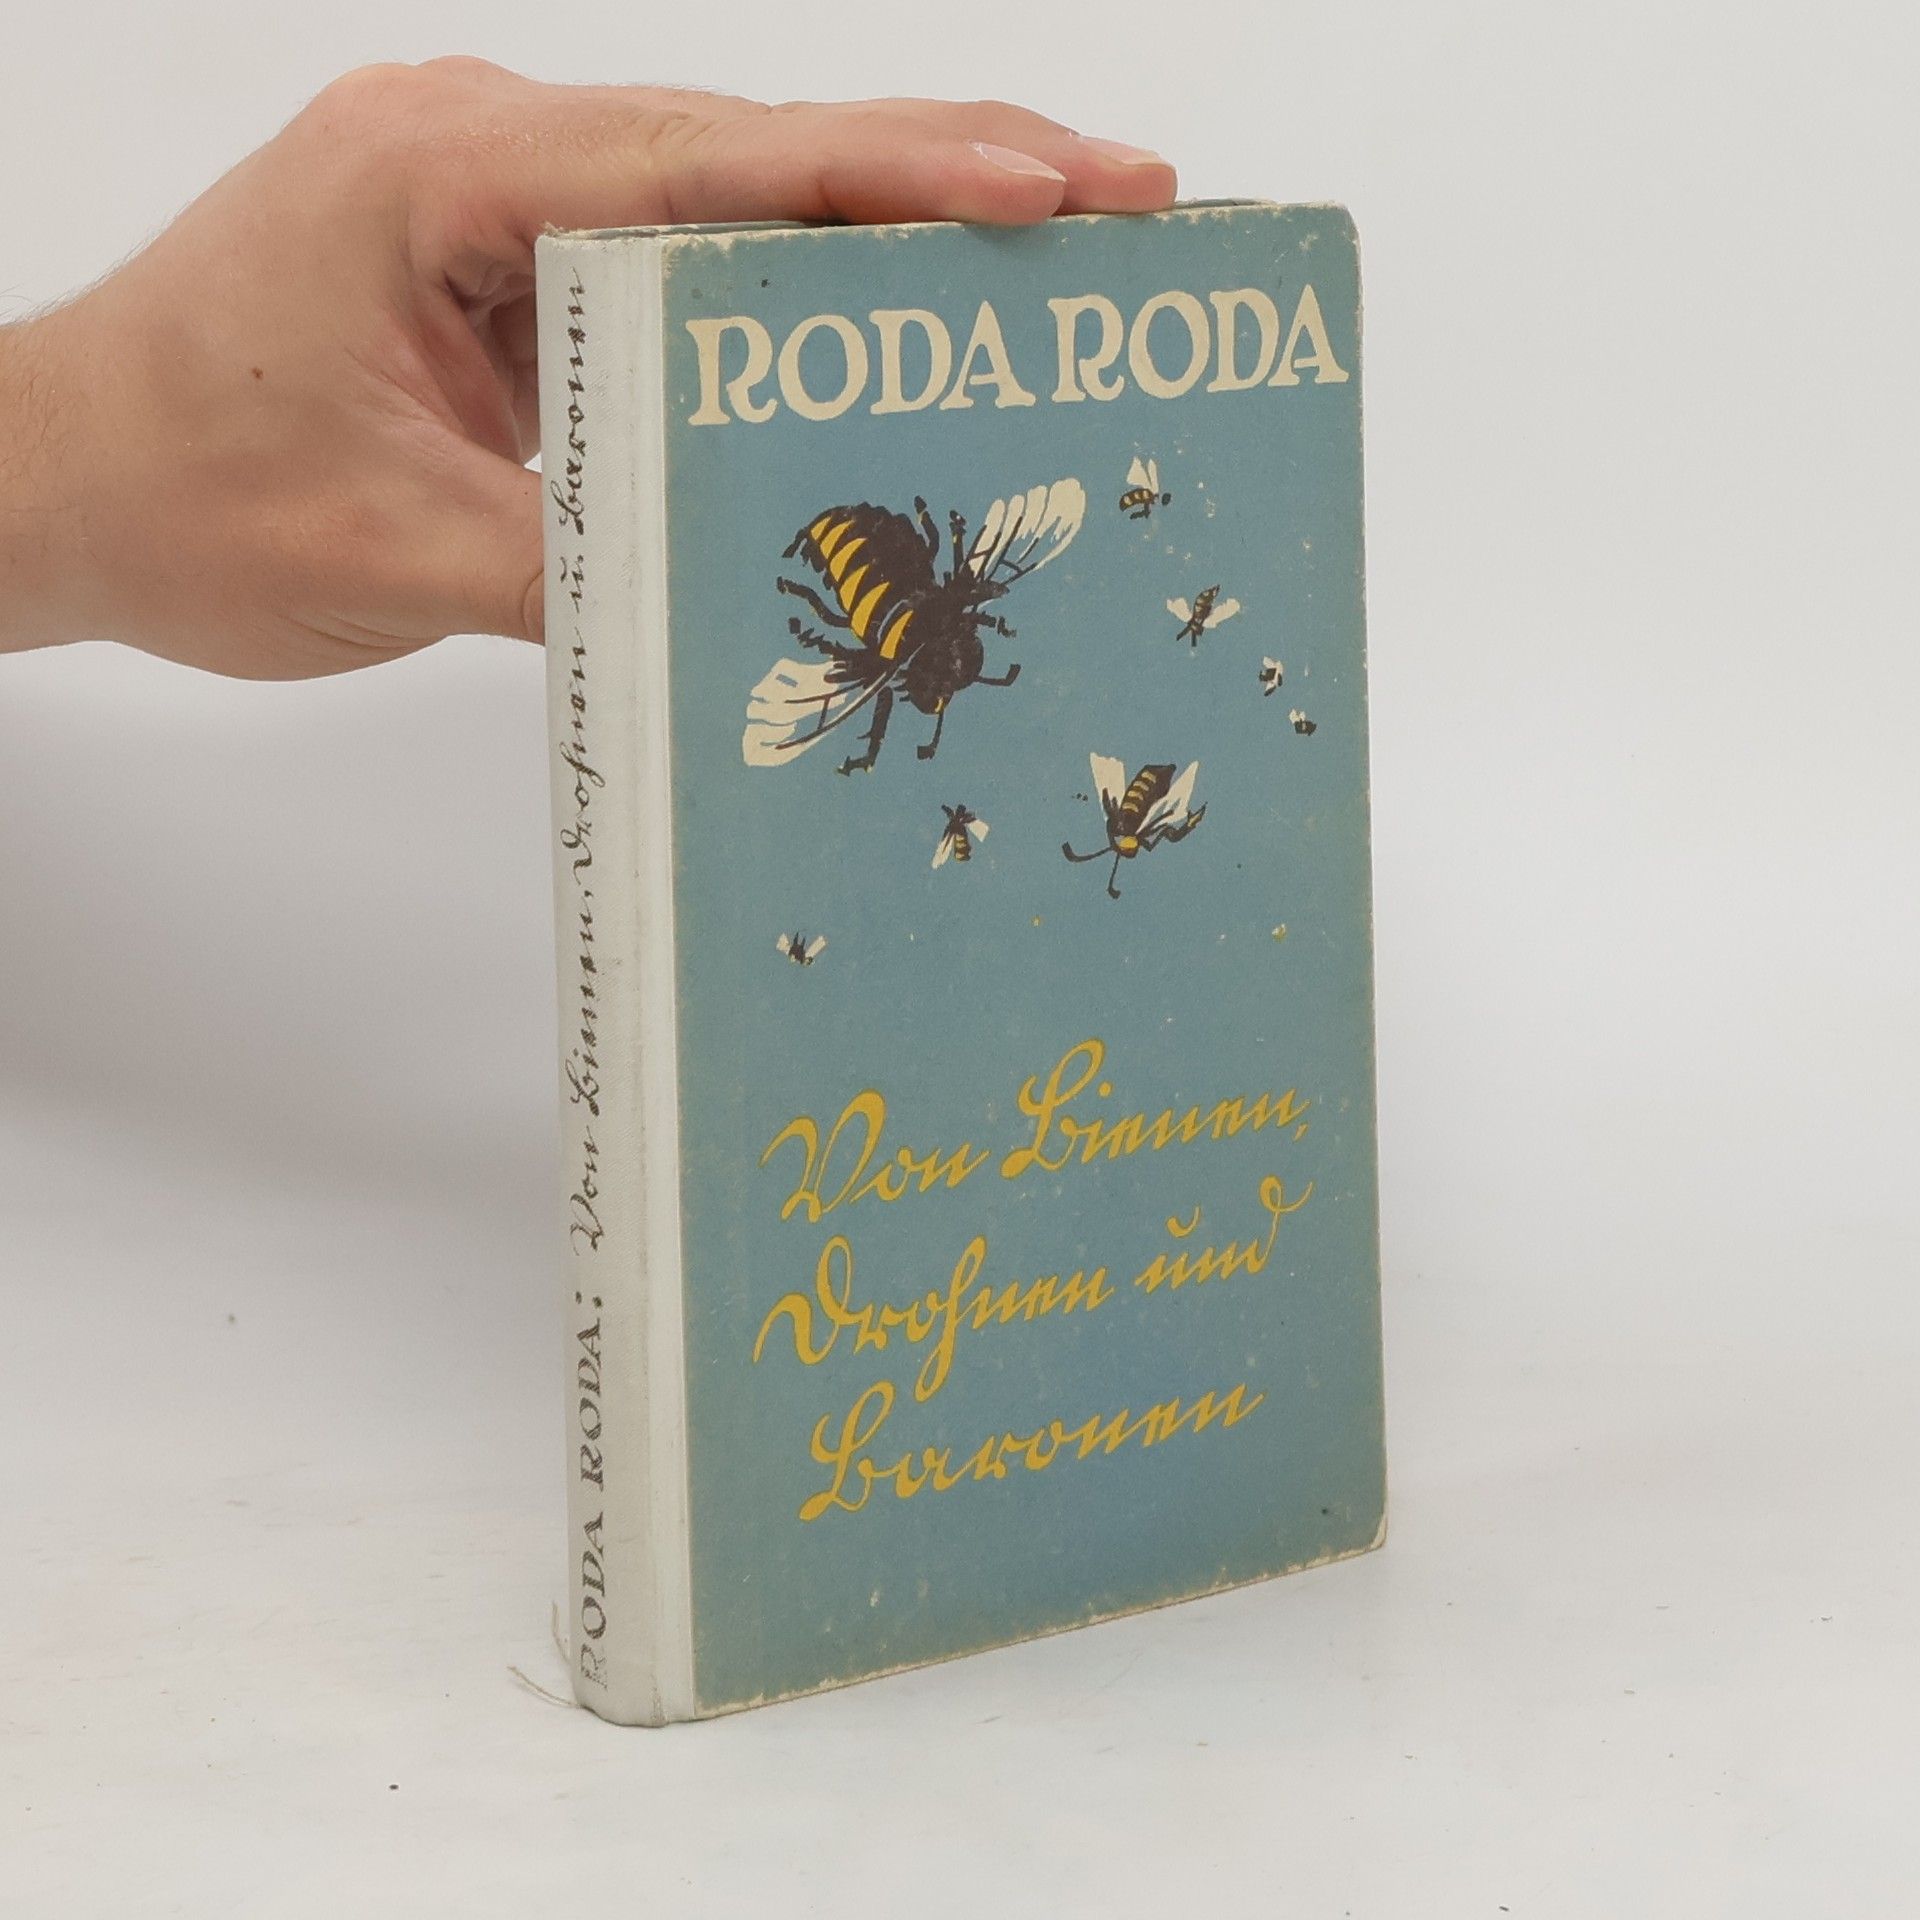 RODA RODA
Von Bienen,
Drohnen und
Baronen
RODA RODA: Von Bienen, Drohnen u. Baronen